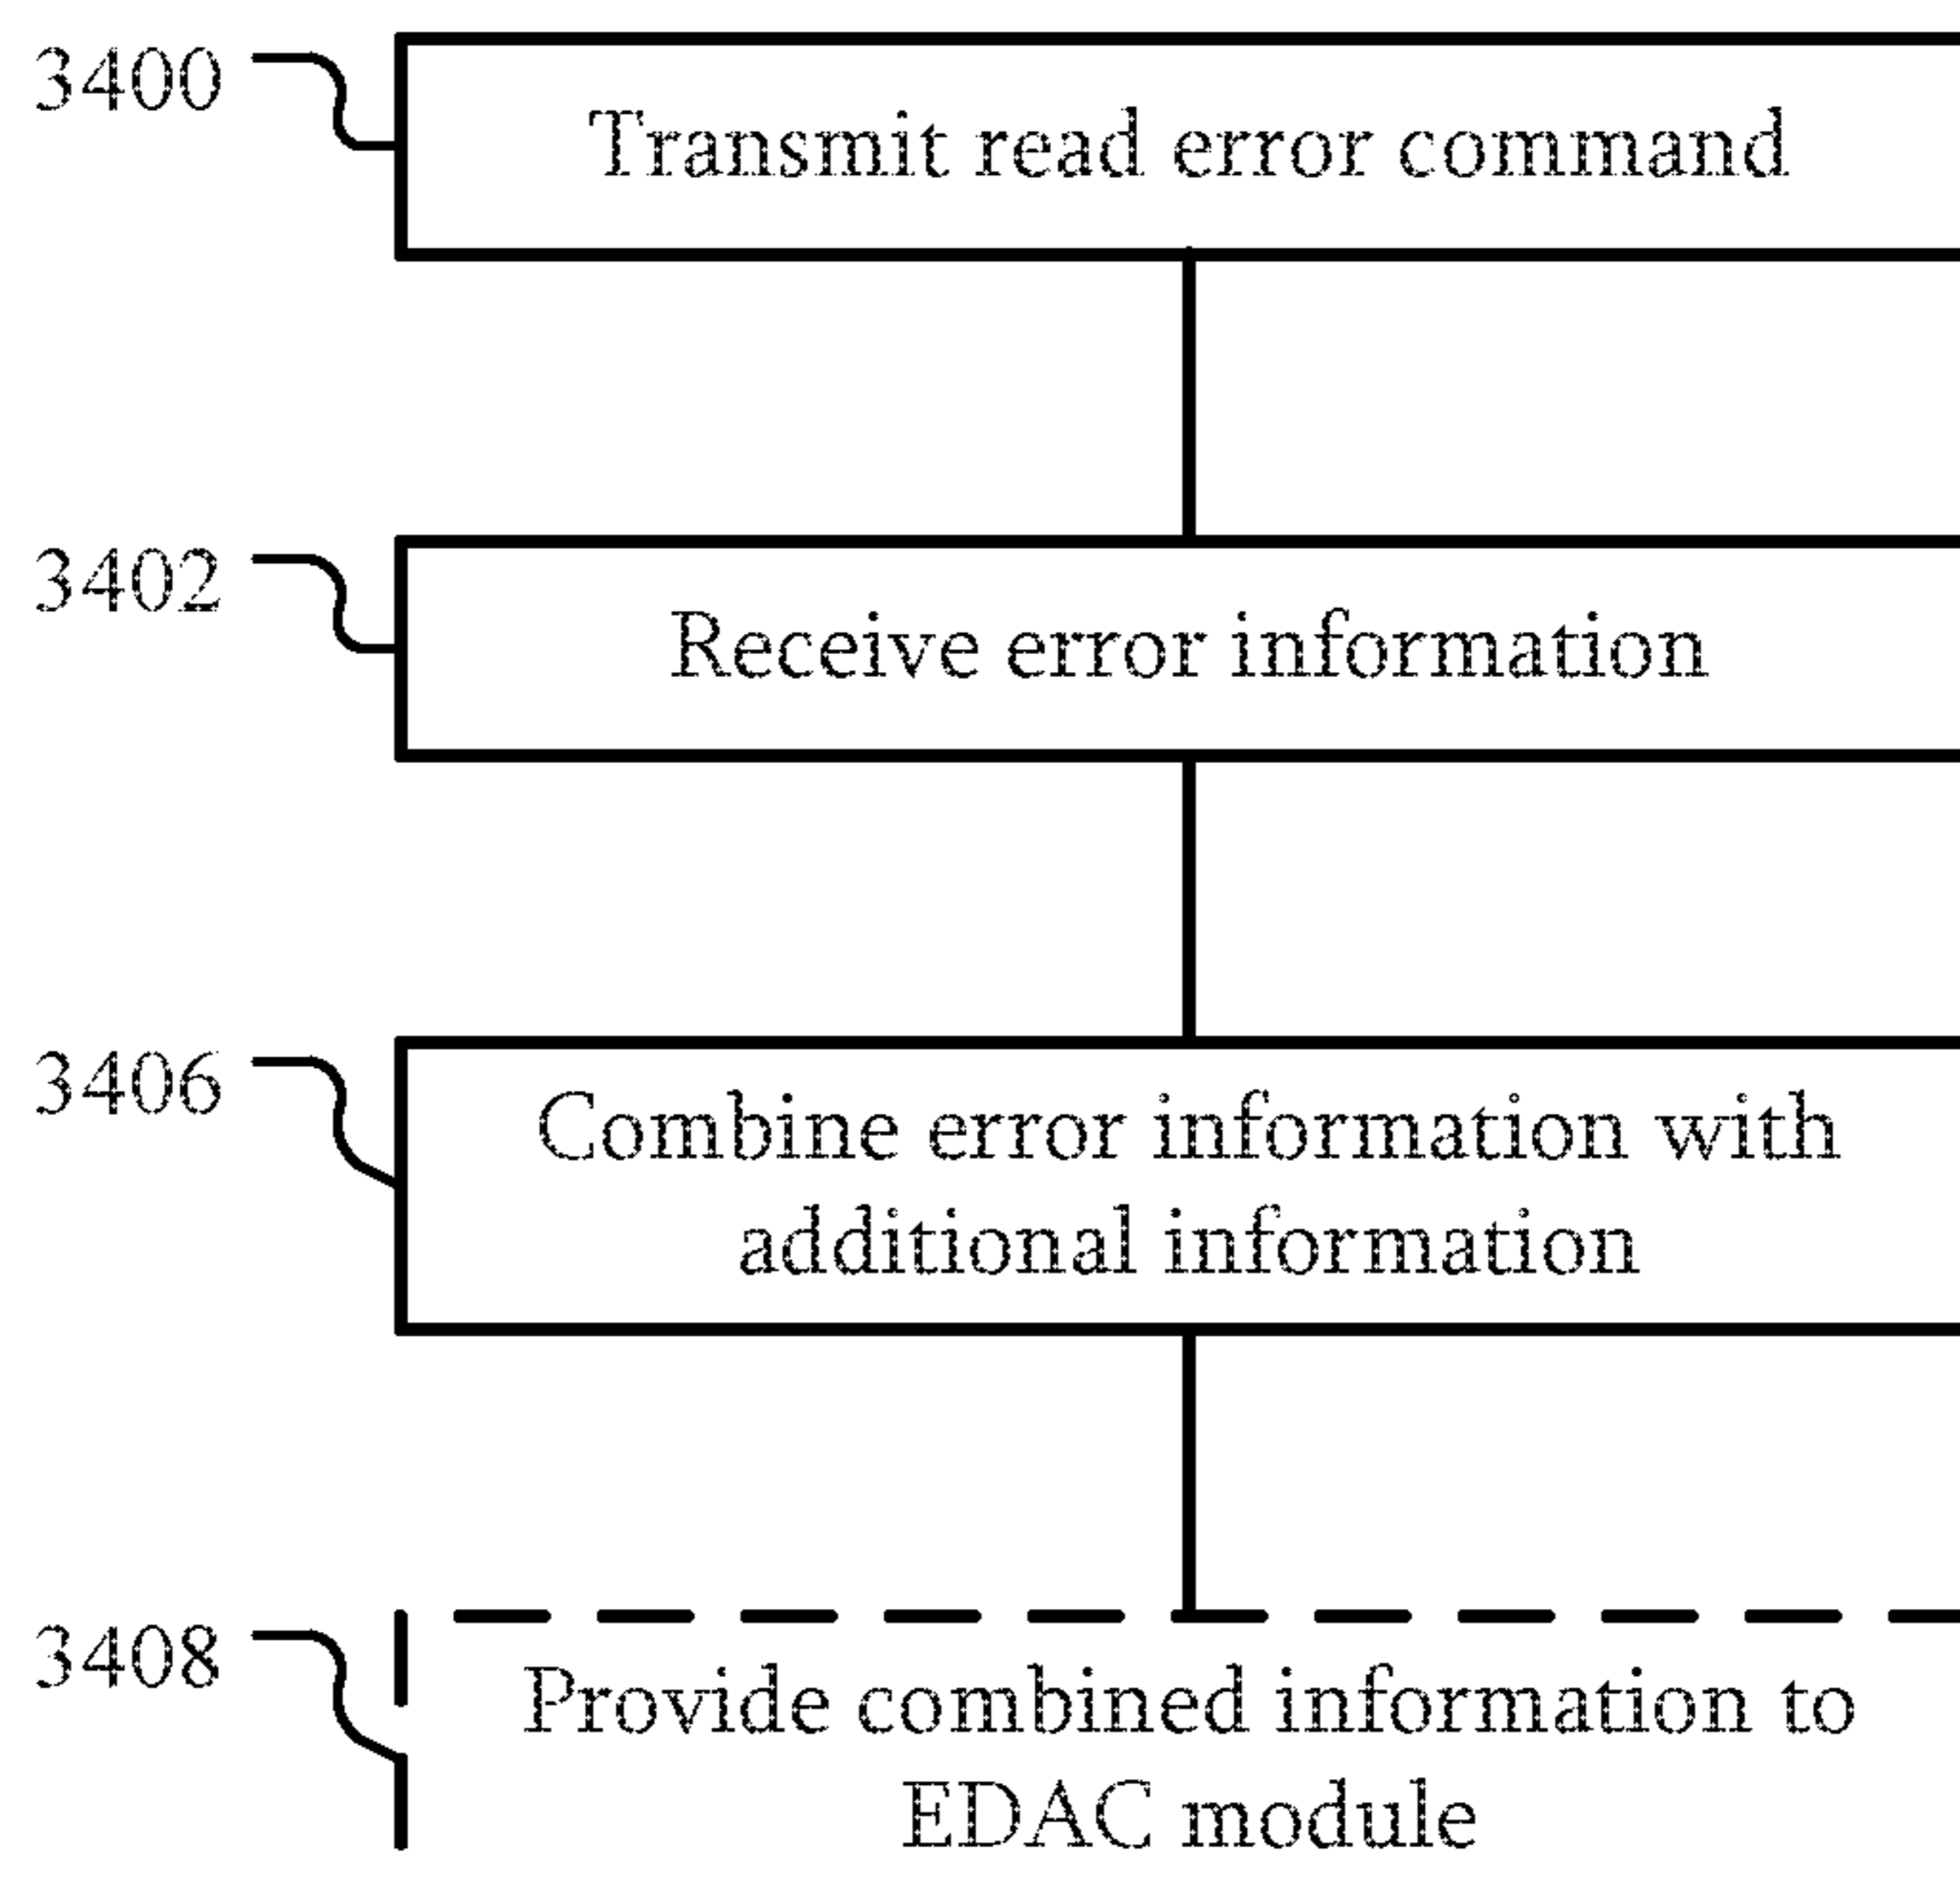 3400
Transmit read error command
3402
Receive error information
3406
Combine error information with
additional information
3408
Provide combined information to
EDAC module